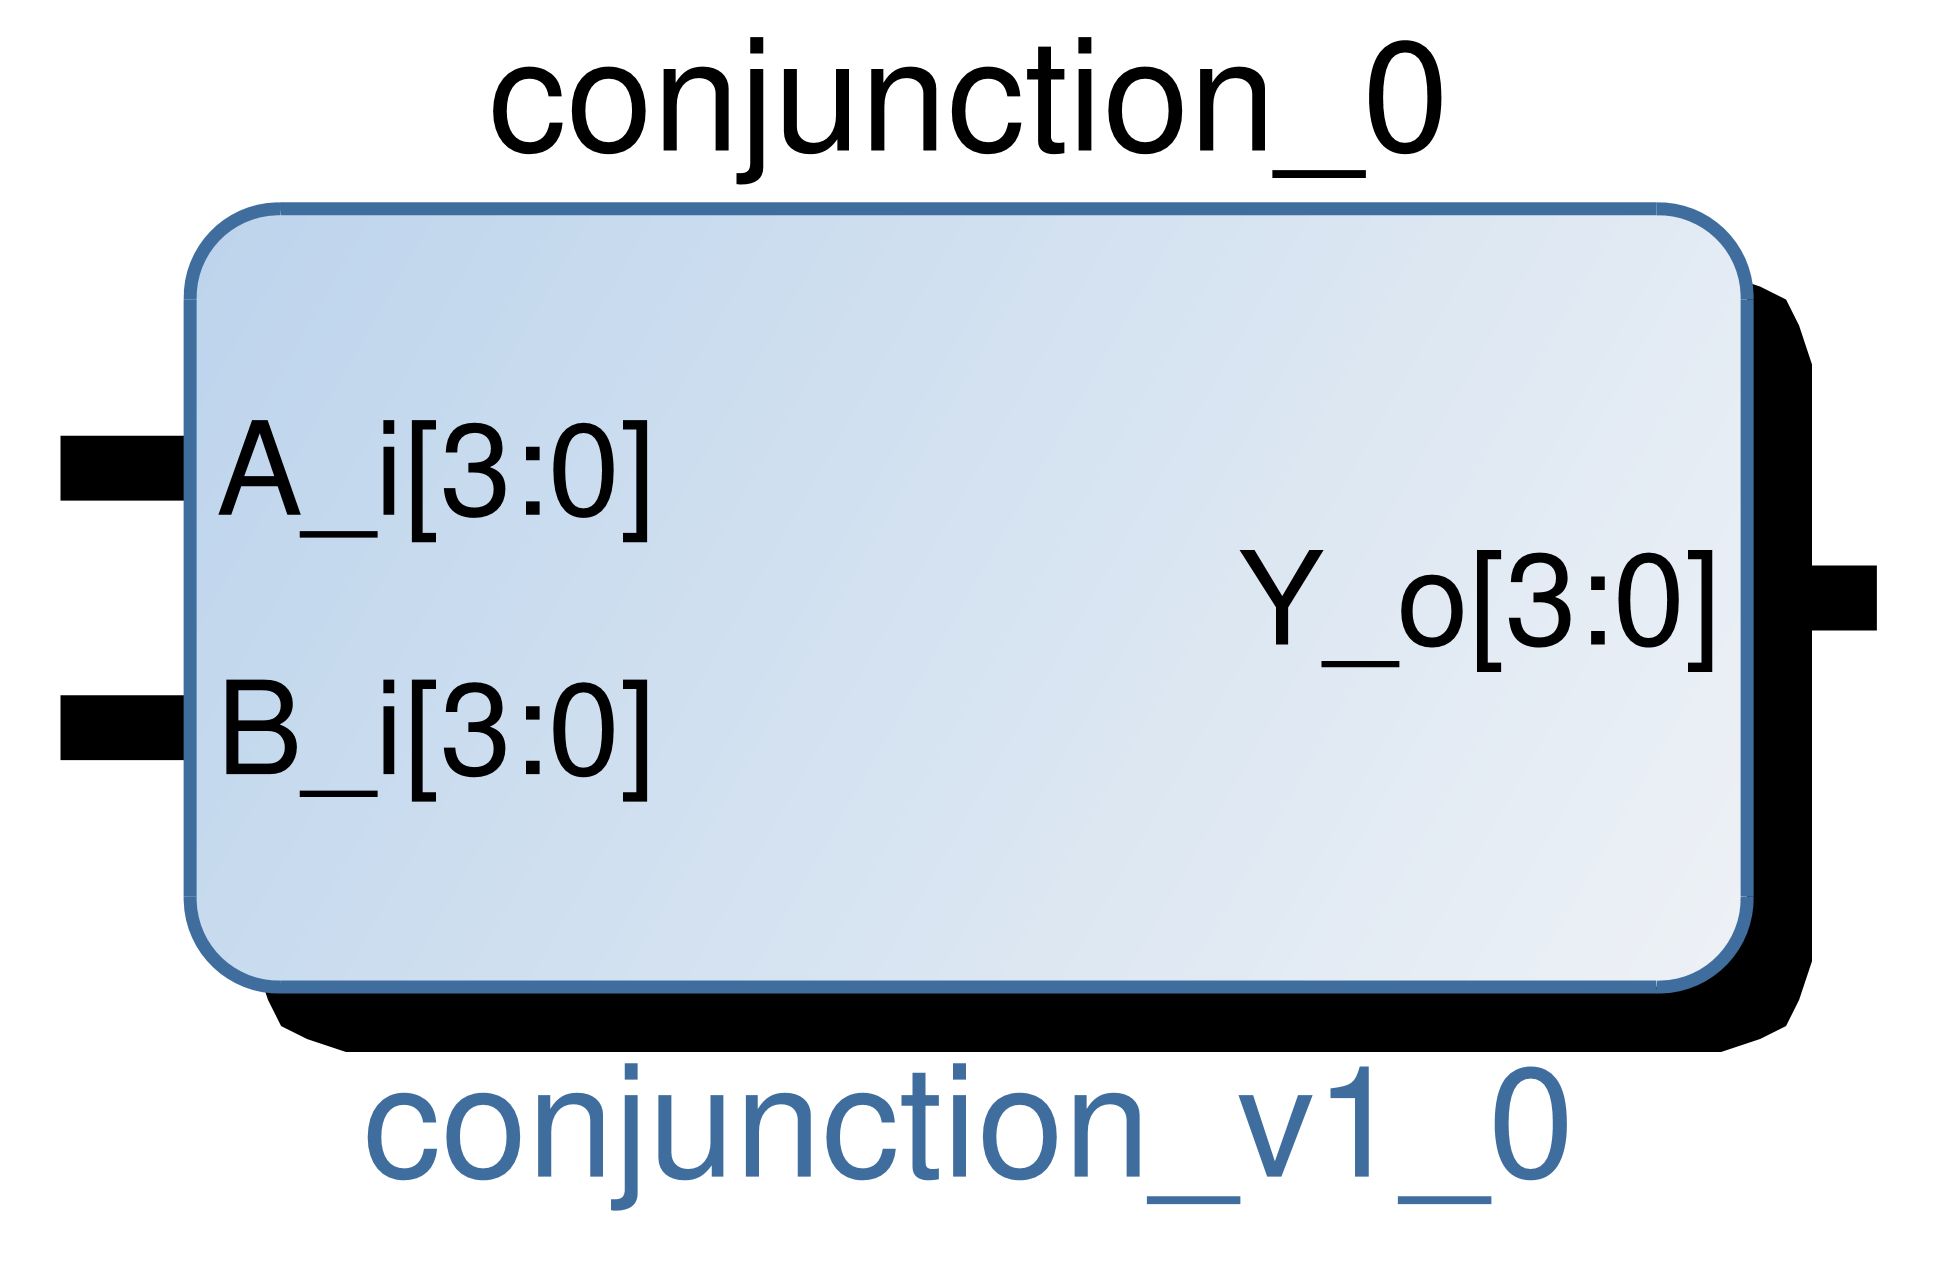 conjunction_0
A_i[3:0]
Y_o[3:0]
B_i[3:0]
conjunction_v1_0